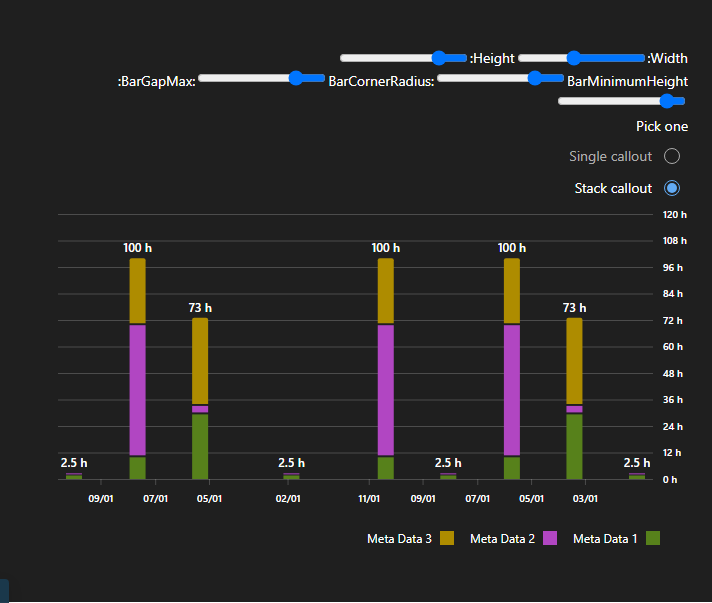 :Height :Width
:BarGapMax: BarCornerRadius: BarMinimumHeight
Pick one
Single callout
Stack callout
120 h
108 h
100 h 100 h 100 h
96 h
84 h
73 h 73 h
72 h
60 h
48 h
36 h
24 h
12 h
2.5 h 2.5 h 2.5 h 2.5 h
0 h
09/01 07/01 05/01 02/01 11/01 09/01 07/01 05/01 03/01
Meta Data 3 Meta Data 2 Meta Data 1